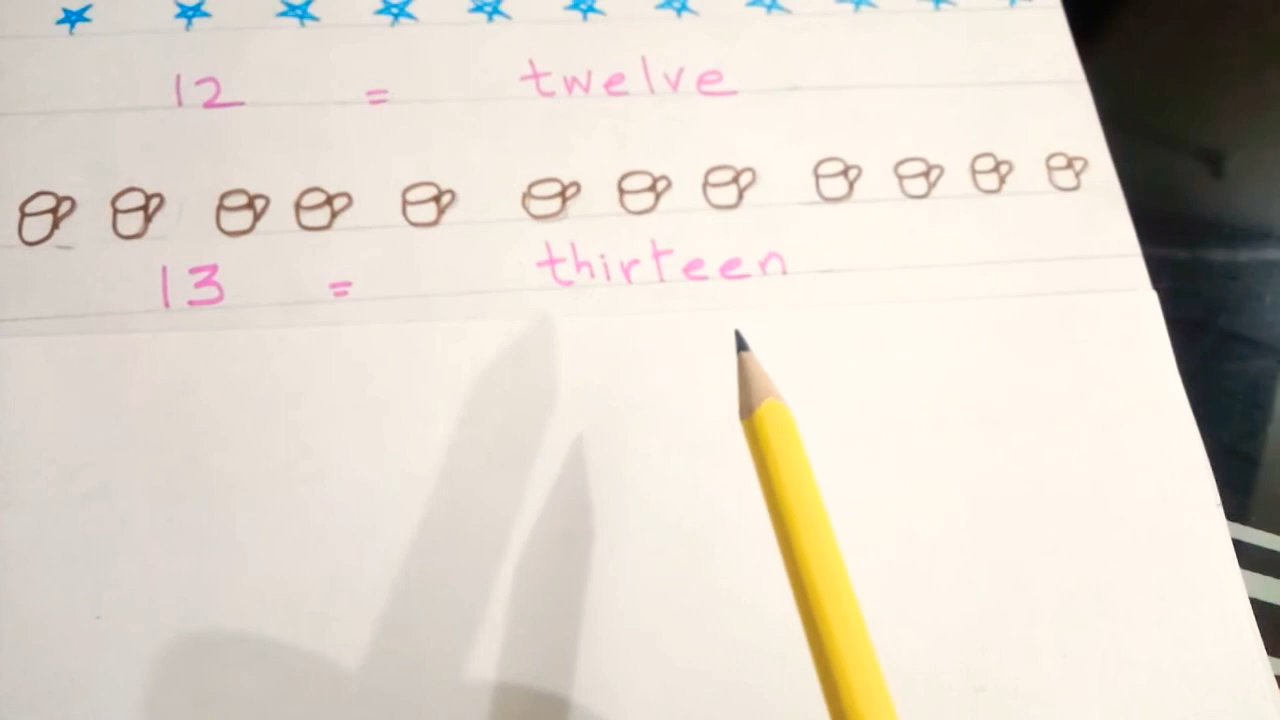 12 = twelve
13 = thirteen